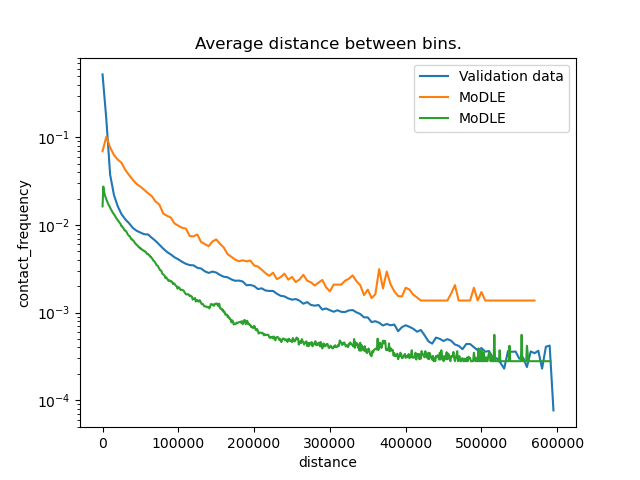 Average distance between bins.
Validation data
MoDLE
MoDLE
contact_frequency
10⁻¹
10⁻²
10⁻³
10⁻⁴
0 100000 200000 300000 400000 500000 600000
distance